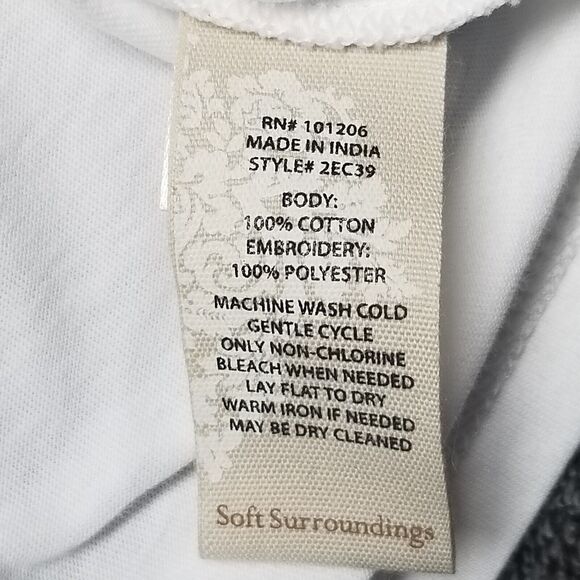 RN# 101206
MADE IN INDIA
STYLE# 2EC39
BODY:
100% COTTON
EMBROIDERY:
100% POLYESTER
MACHINE WASH COLD
GENTLE CYCLE
ONLY NON-CHLORINE
BLEACH WHEN NEEDED
LAY FLAT TO DRY
WARM IRON IF NEEDED
MAY BE DRY CLEANED
Soft Surroundings